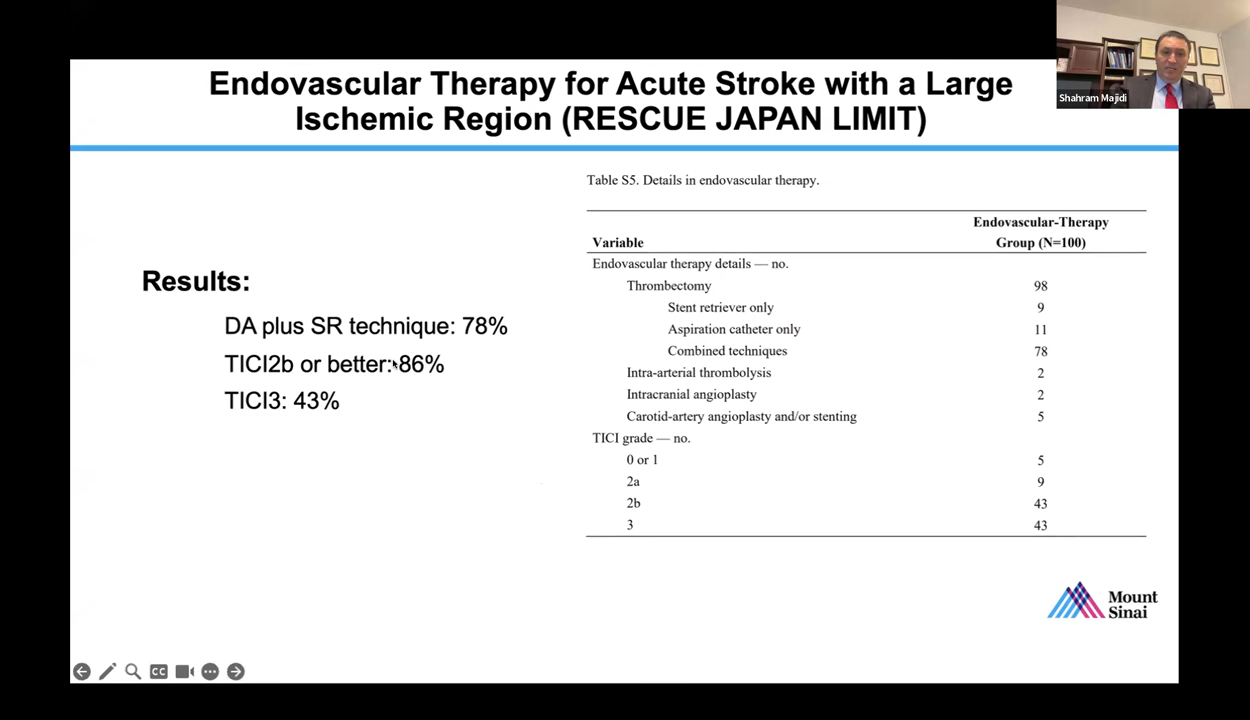 Endovascular Therapy for Acute Stroke with a Large
Ischemic Region (RESCUE JAPAN LIMIT)
Shahram Majidi
Results:
DA plus SR technique: 78%
TICI2b or better: 86%
TICI3: 43%
Table S5. Details in endovascular therapy.
Endovascular-Therapy
Variable Group (N=100)
Endovascular therapy details — no.
Thrombectomy 98
Stent retriever only 9
Aspiration catheter only 11
Combined techniques 78
Intra-arterial thrombolysis 2
Intracranial angioplasty 2
Carotid-artery angioplasty and/or stenting 5
TICI grade — no.
0 or 1 5
2a 9
2b 43
3 43
Mount
Sinai
CC